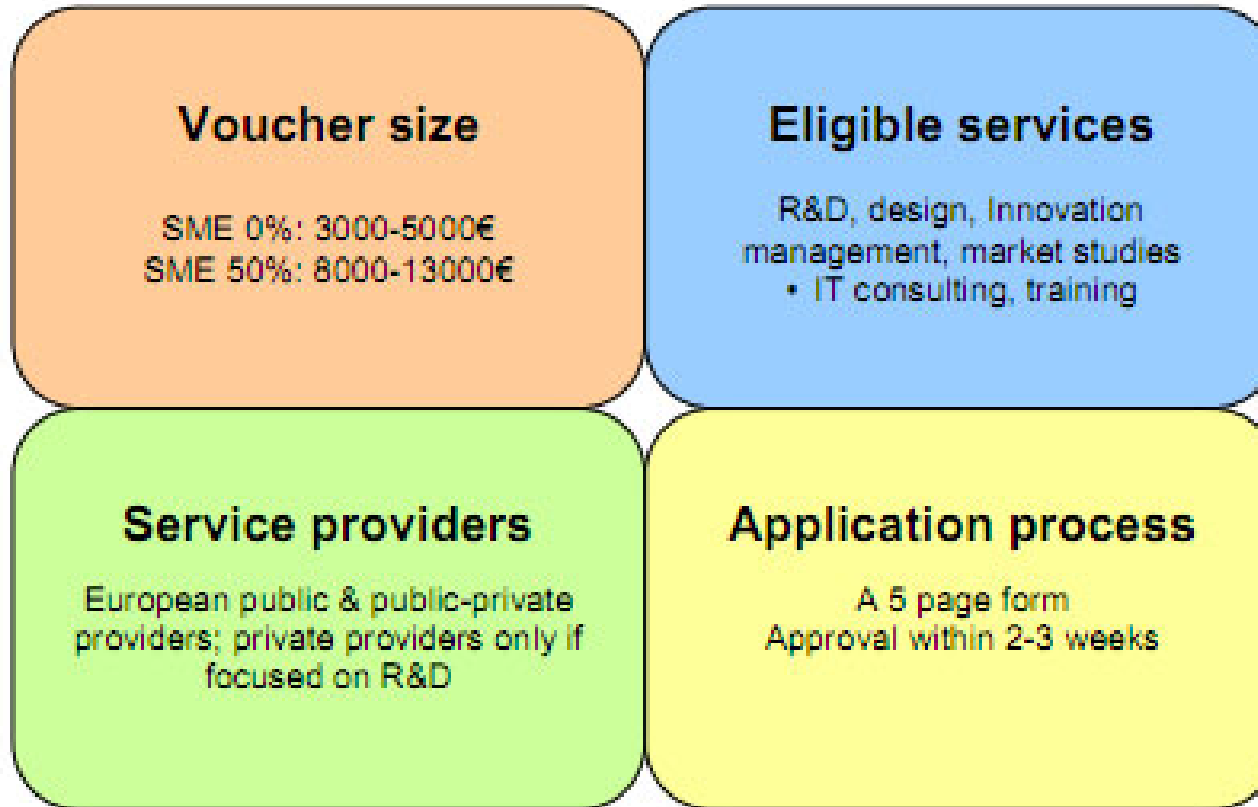 Voucher size
SME 0%: 3000-5000€
SME 50%: 8000-13000€
Eligible services
R&D, design, Innovation
management, market studies
• IT consulting, training
Service providers
European public & public-private
providers; private providers only if
focused on R&D
Application process
A 5 page form
Approval within 2-3 weeks